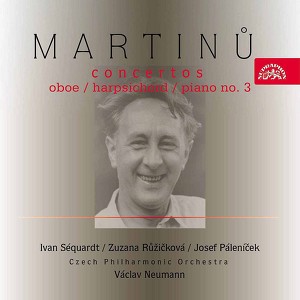 MARTINŮ
SUPRAPHON
concertos
oboe / harpsichord / piano no. 3
Ivan Séquardt / Zuzana Růžičková / Josef Páleníček
Czech Philharmonic Orchestra
Václav Neumann